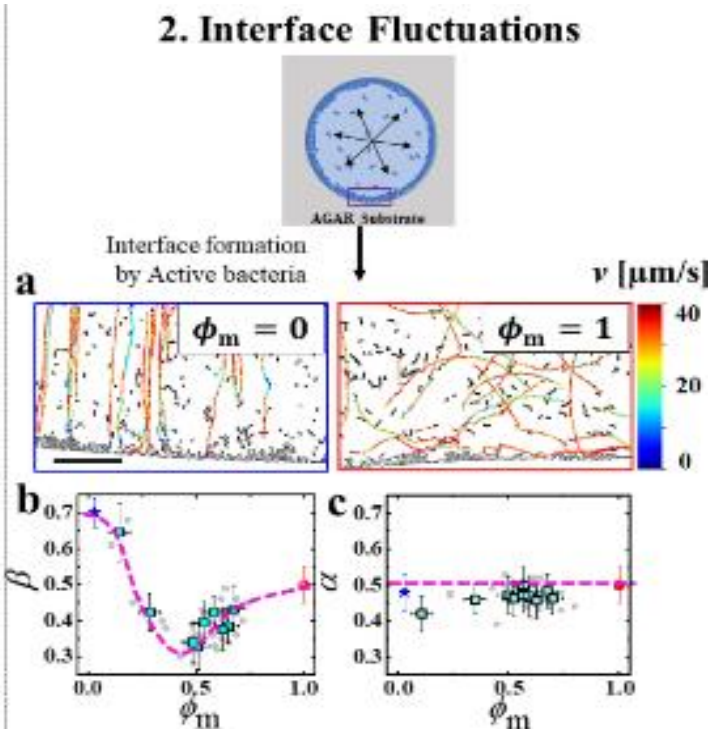 2. Interface Fluctuations
AGAR Substrate
Interface formation
by Active bacteria
a
v [μm/s]
ϕm = 0
ϕm = 1
40
20
0
b
c
0.7
0.6
0.5
0.4
0.3
β
0.0 0.5 1.0
ϕm
0.7
0.6
0.5
0.4
0.3
α
0.0 0.5 1.0
ϕm